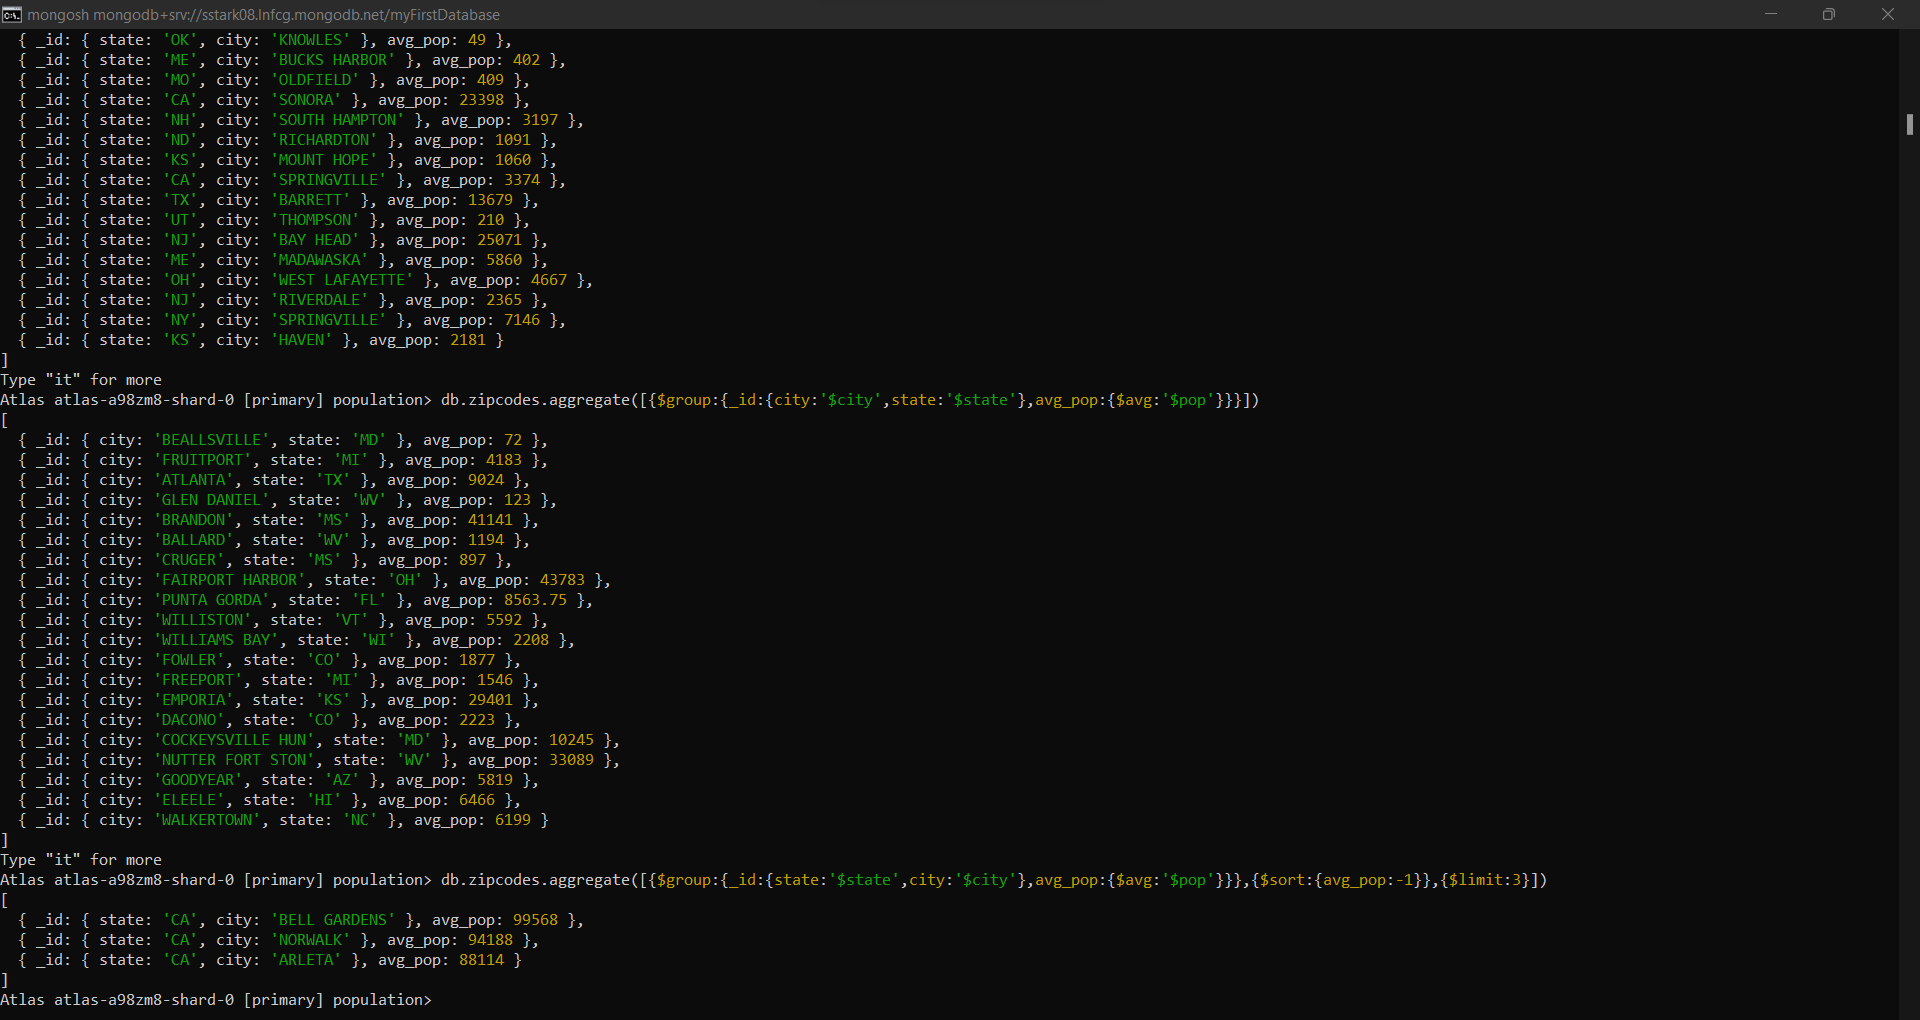 mongosh mongodb+srv://sstark08.lnfcg.mongodb.net/myFirstDatabase
  { _id: { state: 'OK', city: 'KNOWLES' }, avg_pop: 49 },
  { _id: { state: 'ME', city: 'BUCKS HARBOR' }, avg_pop: 402 },
  { _id: { state: 'MO', city: 'OLDFIELD' }, avg_pop: 409 },
  { _id: { state: 'CA', city: 'SONORA' }, avg_pop: 23398 },
  { _id: { state: 'NH', city: 'SOUTH HAMPTON' }, avg_pop: 3197 },
  { _id: { state: 'ND', city: 'RICHARDTON' }, avg_pop: 1091 },
  { _id: { state: 'KS', city: 'MOUNT HOPE' }, avg_pop: 1060 },
  { _id: { state: 'CA', city: 'SPRINGVILLE' }, avg_pop: 3374 },
  { _id: { state: 'TX', city: 'BARRETT' }, avg_pop: 13679 },
  { _id: { state: 'UT', city: 'THOMPSON' }, avg_pop: 210 },
  { _id: { state: 'NJ', city: 'BAY HEAD' }, avg_pop: 25071 },
  { _id: { state: 'ME', city: 'MADAWASKA' }, avg_pop: 5860 },
  { _id: { state: 'OH', city: 'WEST LAFAYETTE' }, avg_pop: 4667 },
  { _id: { state: 'NJ', city: 'RIVERDALE' }, avg_pop: 2365 },
  { _id: { state: 'NY', city: 'SPRINGVILLE' }, avg_pop: 7146 },
  { _id: { state: 'KS', city: 'HAVEN' }, avg_pop: 2181 }
]
Type "it" for more
Atlas atlas-a98zm8-shard-0 [primary] population> db.zipcodes.aggregate([{$group:{_id:{city:'$city',state:'$state'},avg_pop:{$avg:'$pop'}}}])
[
  { _id: { city: 'BEALLSVILLE', state: 'MD' }, avg_pop: 72 },
  { _id: { city: 'FRUITPORT', state: 'MI' }, avg_pop: 4183 },
  { _id: { city: 'ATLANTA', state: 'TX' }, avg_pop: 9024 },
  { _id: { city: 'GLEN DANIEL', state: 'WV' }, avg_pop: 123 },
  { _id: { city: 'BRANDON', state: 'MS' }, avg_pop: 41141 },
  { _id: { city: 'BALLARD', state: 'WV' }, avg_pop: 1194 },
  { _id: { city: 'CRUGER', state: 'MS' }, avg_pop: 897 },
  { _id: { city: 'FAIRPORT HARBOR', state: 'OH' }, avg_pop: 43783 },
  { _id: { city: 'PUNTA GORDA', state: 'FL' }, avg_pop: 8563.75 },
  { _id: { city: 'WILLISTON', state: 'VT' }, avg_pop: 5592 },
  { _id: { city: 'WILLIAMS BAY', state: 'WI' }, avg_pop: 2208 },
  { _id: { city: 'FOWLER', state: 'CO' }, avg_pop: 1877 },
  { _id: { city: 'FREEPORT', state: 'MI' }, avg_pop: 1546 },
  { _id: { city: 'EMPORIA', state: 'KS' }, avg_pop: 29401 },
  { _id: { city: 'DACONO', state: 'CO' }, avg_pop: 2223 },
  { _id: { city: 'COCKEYSVILLE HUN', state: 'MD' }, avg_pop: 10245 },
  { _id: { city: 'NUTTER FORT STON', state: 'WV' }, avg_pop: 33089 },
  { _id: { city: 'GOODYEAR', state: 'AZ' }, avg_pop: 5819 },
  { _id: { city: 'ELEELE', state: 'HI' }, avg_pop: 6466 },
  { _id: { city: 'WALKERTOWN', state: 'NC' }, avg_pop: 6199 }
]
Type "it" for more
Atlas atlas-a98zm8-shard-0 [primary] population> db.zipcodes.aggregate([{$group:{_id:{state:'$state',city:'$city'},avg_pop:{$avg:'$pop'}}},{$sort:{avg_pop:-1}},{$limit:3}])
[
  { _id: { state: 'CA', city: 'BELL GARDENS' }, avg_pop: 99568 },
  { _id: { state: 'CA', city: 'NORWALK' }, avg_pop: 94188 },
  { _id: { state: 'CA', city: 'ARLETA' }, avg_pop: 88114 }
]
Atlas atlas-a98zm8-shard-0 [primary] population>